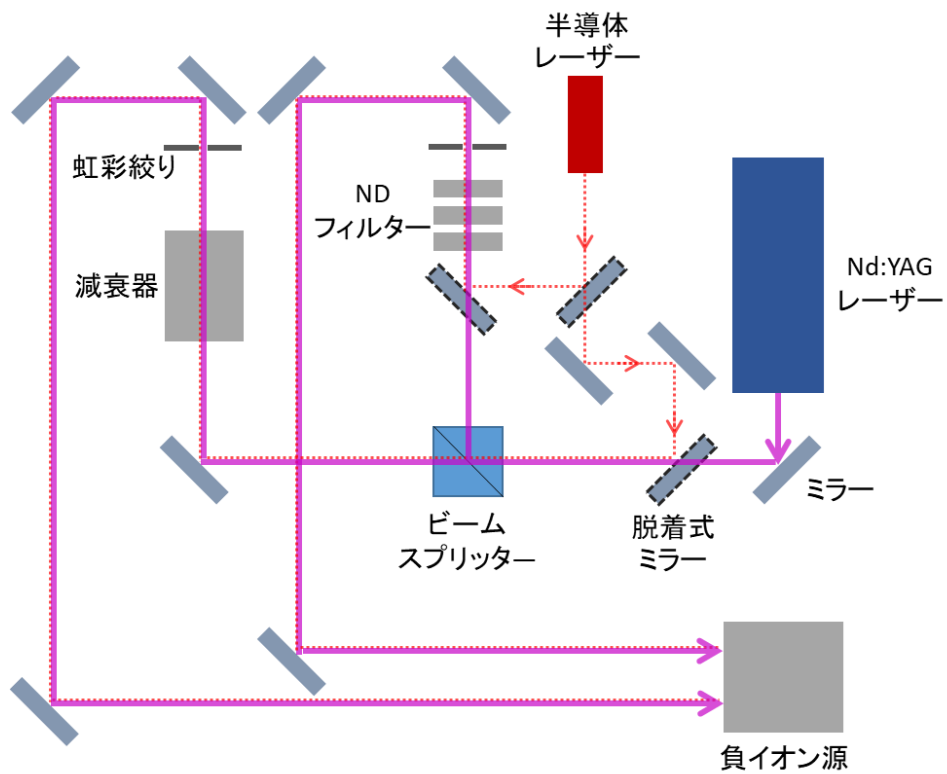 半導体
レーザー
虹彩絞り
ND
フィルター
減衰器
Nd:YAG
レーザー
ミラー
ビーム
スプリッター
脱着式
ミラー
負イオン源